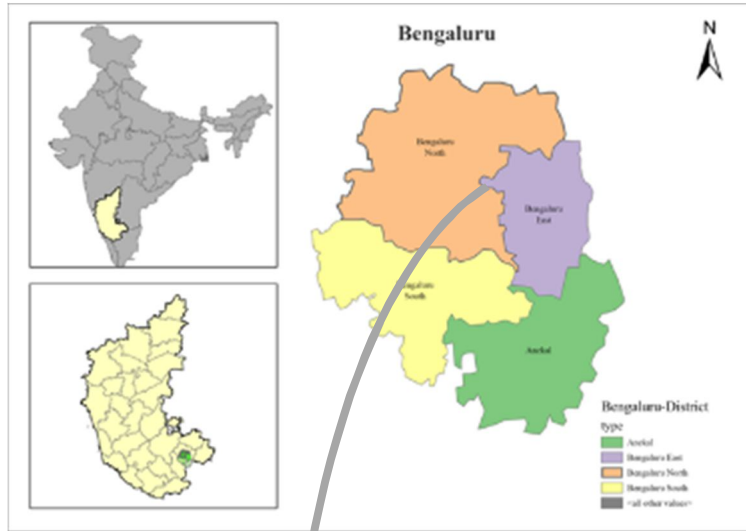 Bengaluru
N
Bengaluru
North
Bengaluru
East
Bengaluru
South
Anekal
Bengaluru-District
type
Anekal
Bengaluru East
Bengaluru North
Bengaluru South
<all other values>